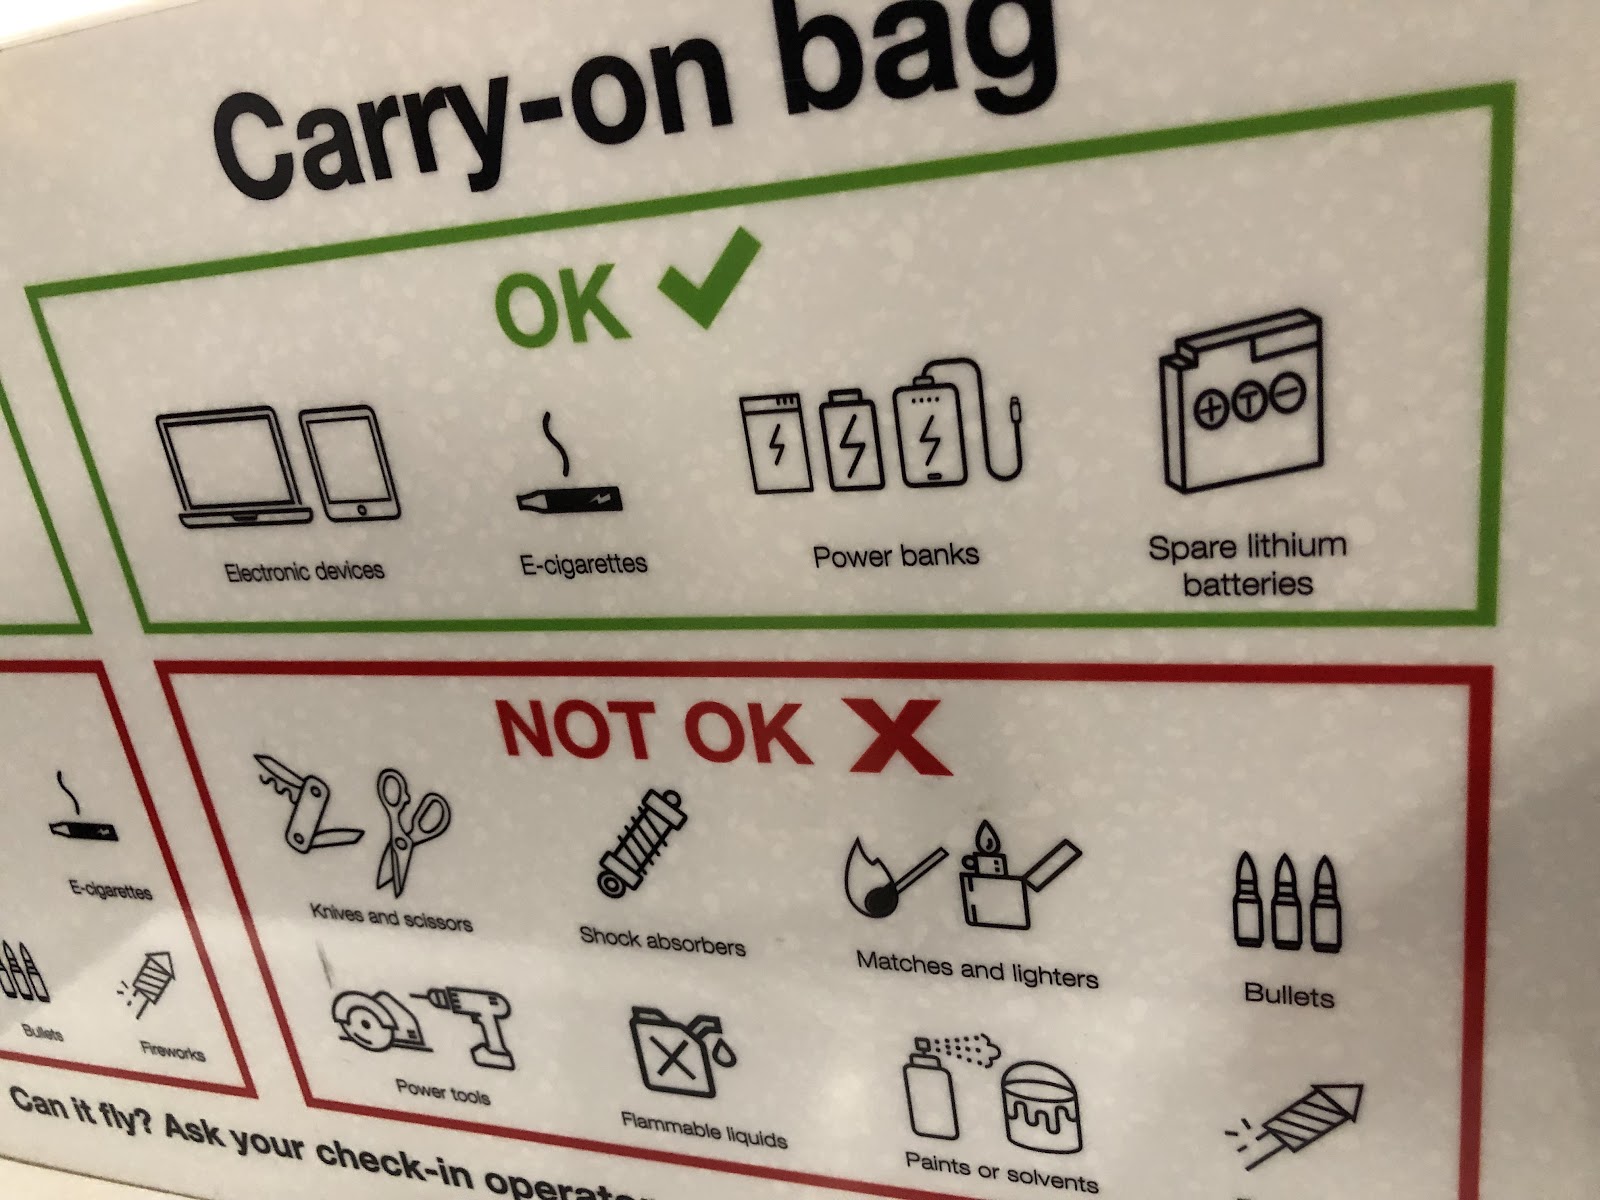 Carry-on bag
OK
Electronic devices
E-cigarettes
Power banks
Spare lithium
batteries
NOT OK X
Knives and scissors
Shock absorbers
Matches and lighters
Bullets
Power tools
Flammable liquids
Paints or solvents
E-cigarettes
Bullets
Fireworks
Can it fly? Ask your check-in